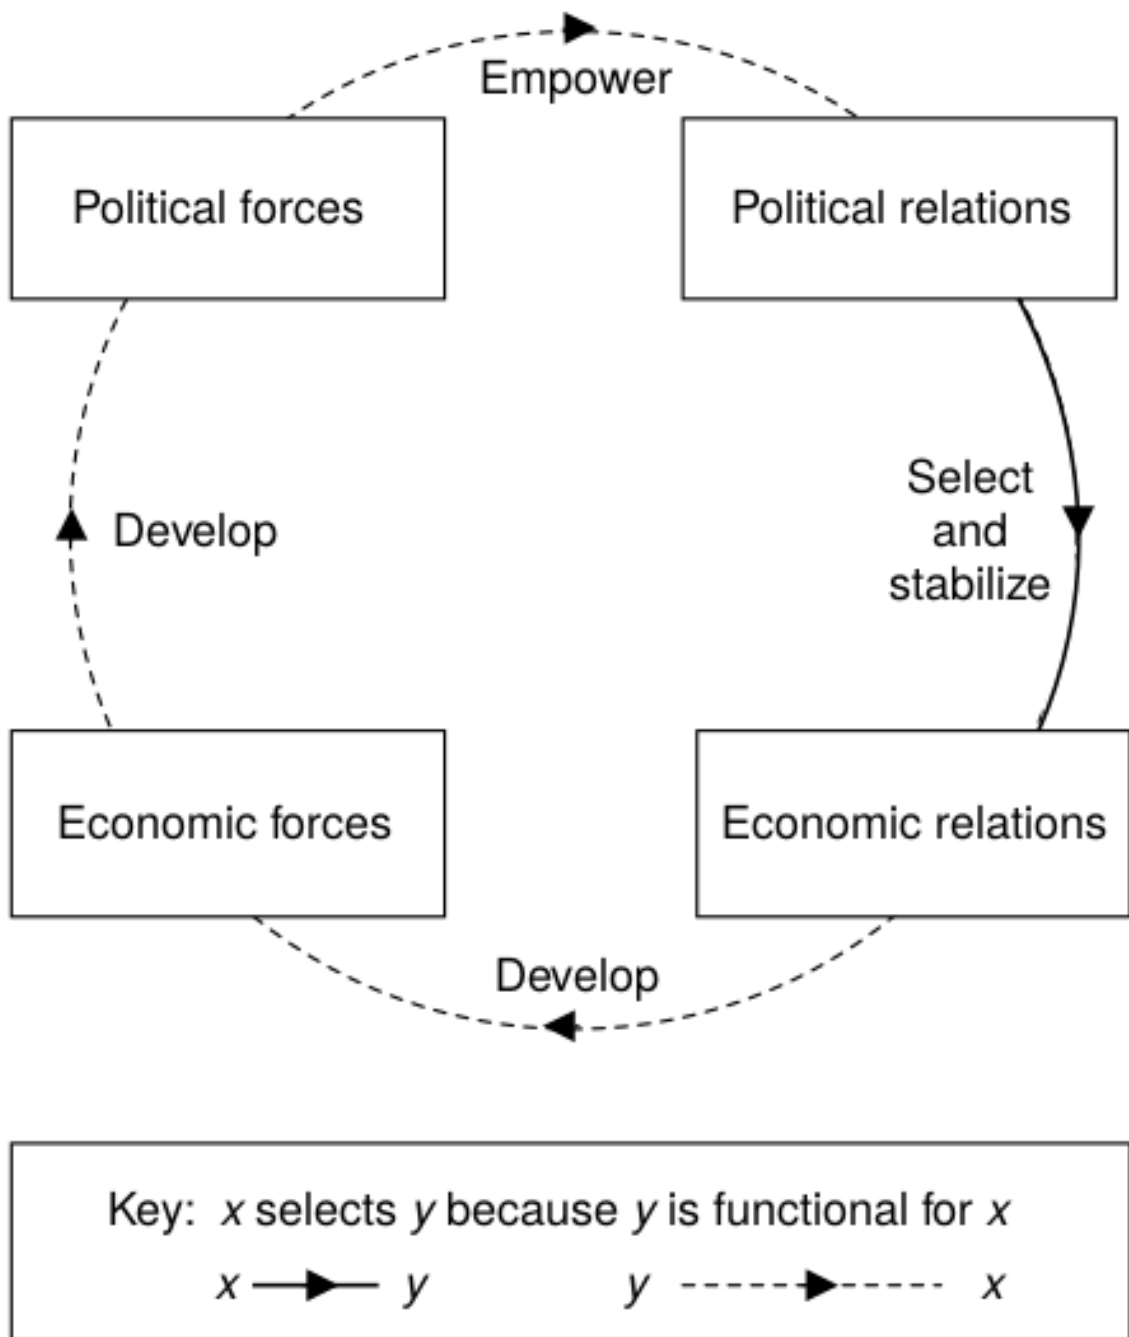 Empower
Political forces
Political relations
Develop
Select
and
stabilize
Economic forces
Economic relations
Develop
Key: x selects y because y is functional for x
x y y x